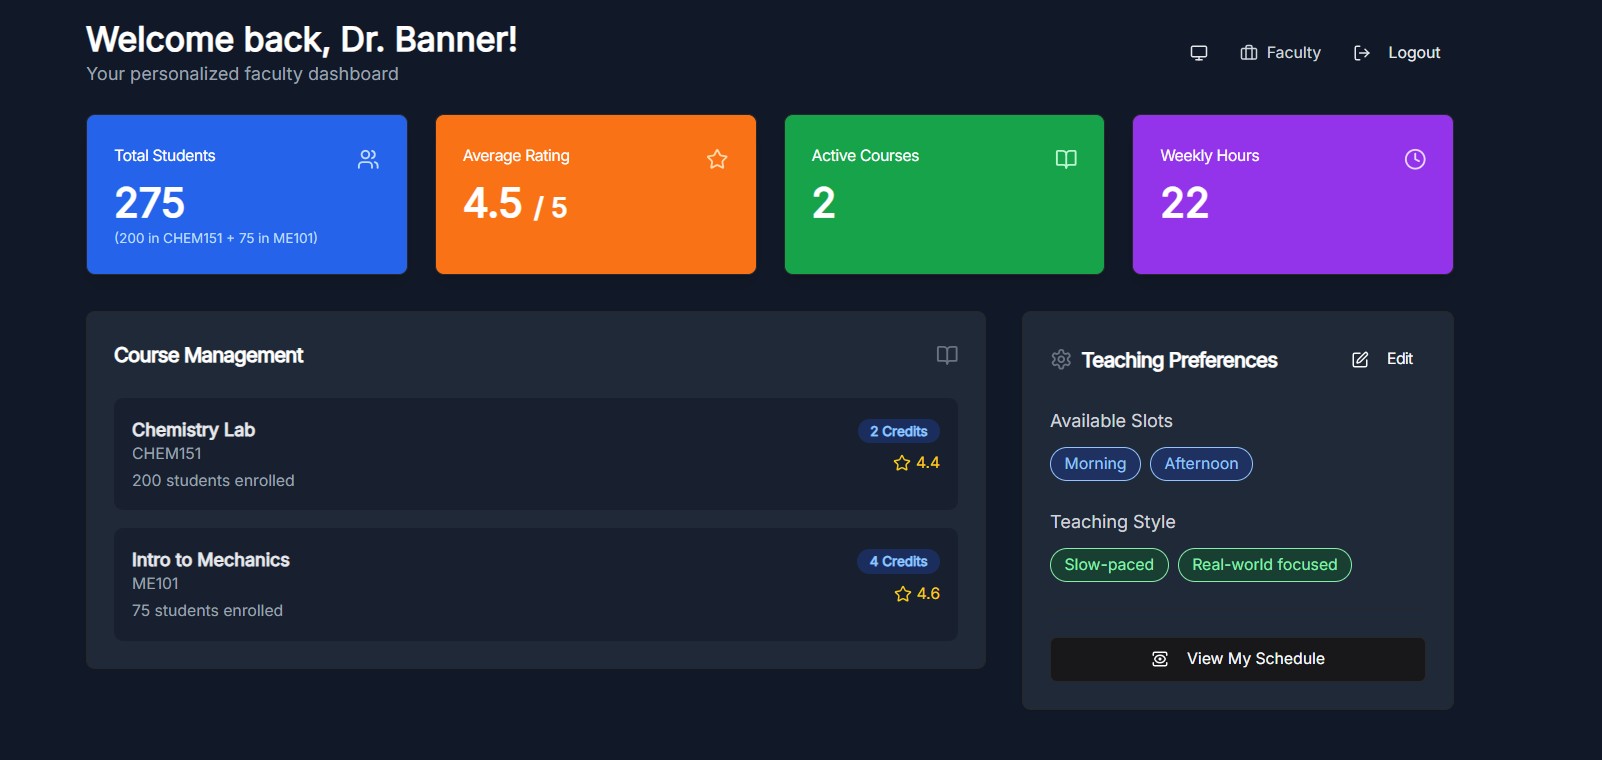 Welcome back, Dr. Banner!
Your personalized faculty dashboard
Faculty
Logout
Total Students
275
(200 in CHEM151 + 75 in ME101)
Average Rating
4.5 / 5
Active Courses
2
Weekly Hours
22
Course Management
Chemistry Lab
CHEM151
200 students enrolled
2 Credits
4.4
Intro to Mechanics
ME101
75 students enrolled
4 Credits
4.6
Teaching Preferences
Edit
Available Slots
Morning
Afternoon
Teaching Style
Slow-paced
Real-world focused
View My Schedule